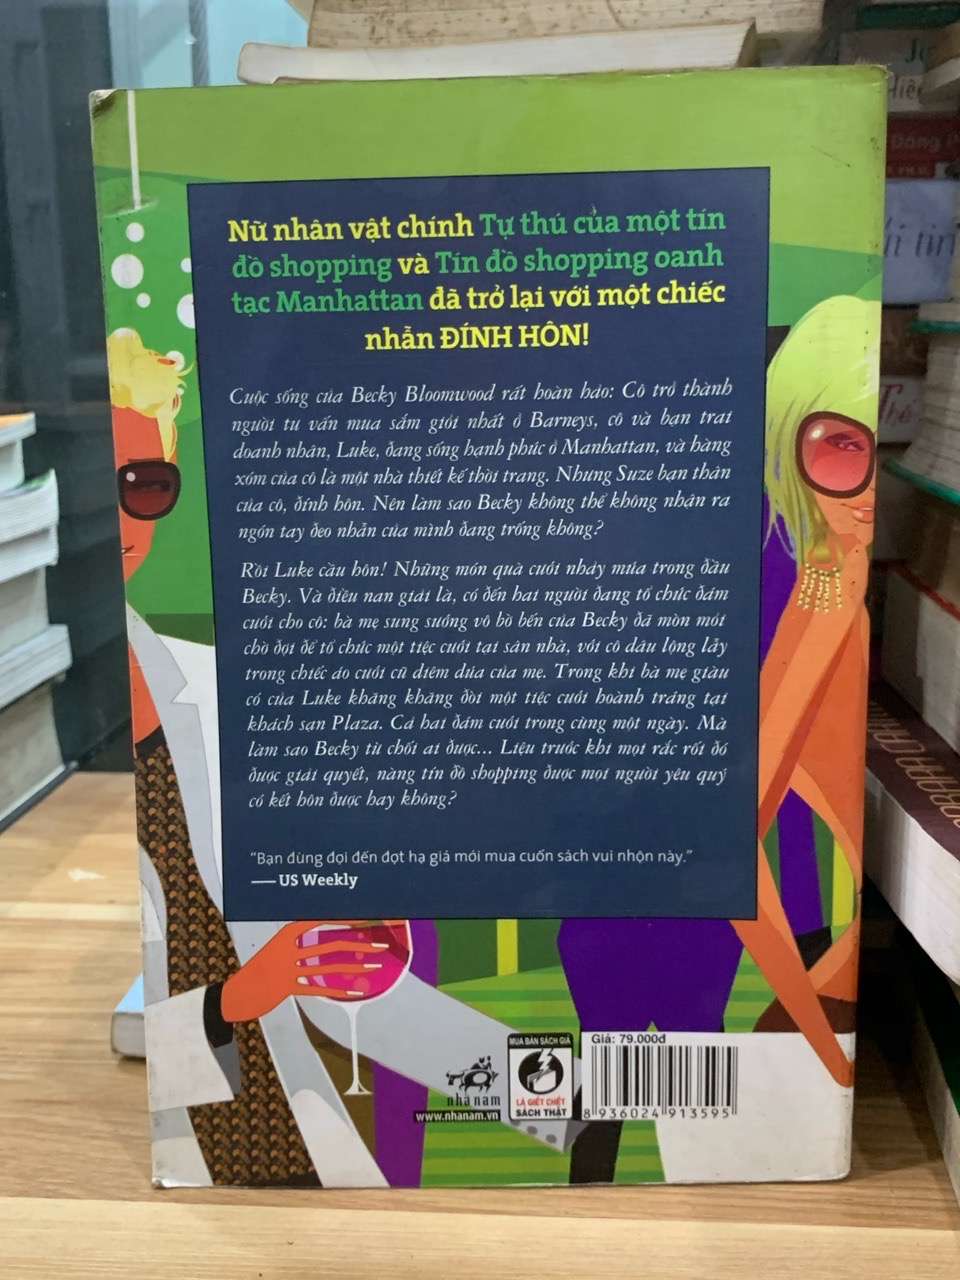 Nữ nhân vật chính Tự thú của một tín
đồ shopping và Tín đồ shopping oanh
tạc Manhattan đã trở lại với một chiếc
nhẫn ĐÍNH HÔN!
Cuộc sống của Becky Bloomwood rất hoàn hảo: Cô trở thành
người tư vấn mua sắm giỏi nhất ở Barneys, cô và bạn trai
doanh nhân, Luke, đang sống hạnh phúc ở Manhattan, và hàng
xóm của cô là một nhà thiết kế thời trang. Nhưng Suze bạn thân
của cô, đính hôn. Nên làm sao Becky không thể không nhận ra
ngón tay đeo nhẫn của mình đang trống không?
Rồi Luke cầu hôn! Những món quà cưới nhảy múa trong đầu
Becky. Và điều nan giải là, có đến hai người đang tổ chức đám
cưới cho cô: bà mẹ sung sướng vô bờ bến của Becky đã mòn mỏi
chờ đợi để tổ chức một tiệc cưới tại sân nhà, với cô dâu lộng lẫy
trong chiếc áo cưới cũ diêm dúa của mẹ. Trong khi bà mẹ giàu
có của Luke khăng khăng đòi một tiệc cưới hoành tráng tại
khách sạn Plaza. Cả hai đám cưới trong cùng một ngày. Mà
làm sao Becky từ chối ai được... Liệu trước khi mọi rắc rối đó
được giải quyết, nàng tín đồ shopping được mọi người yêu quý
có kết hôn được hay không?
“Bạn đừng đợi đến đợt hạ giá mới mua cuốn sách vui nhộn này.”
— US Weekly
nhã nam
www.nhanam.vn
MUA BÁN SÁCH GIẢ
LÀ GIẾT CHẾT
SÁCH THẬT
Giá: 79.000đ
8 936024 913595